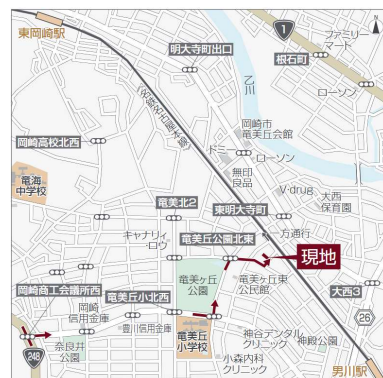 東岡崎駅
明大寺町出口
乙川
1
N
ファミリー
マート
根石町
ローソン
岡崎高校北西
名鉄名古屋本線
岡崎市
竜美丘会館
ドミー
ローソン
無印
良品
竜海
中学校
竜美北2
V・drug
大西
保育園
東明大寺町
キャナリィ
・ロウ
竜美丘公園北東
一方通行
現地
竜美ヶ丘
公園
竜美ヶ丘東
公民館
大西3
岡崎商工会議所西
竜美丘小北西
岡崎
信用金庫
豊川信用金庫
竜美丘
小学校
神谷デンタル
クリニック
神殿公園
26
248
奈良井
公園
小森内科
クリニック
男川駅